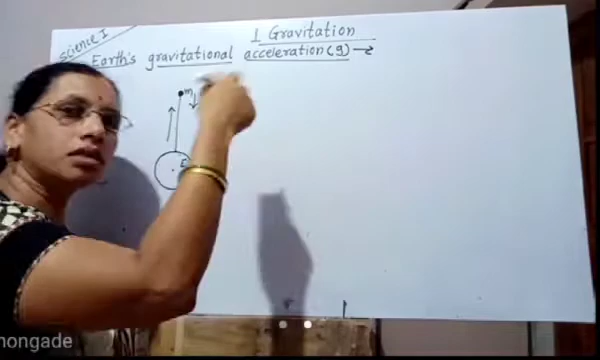 Science I
1 Gravitation
Earth's gravitational acceleration (g) →
m
E
hongade